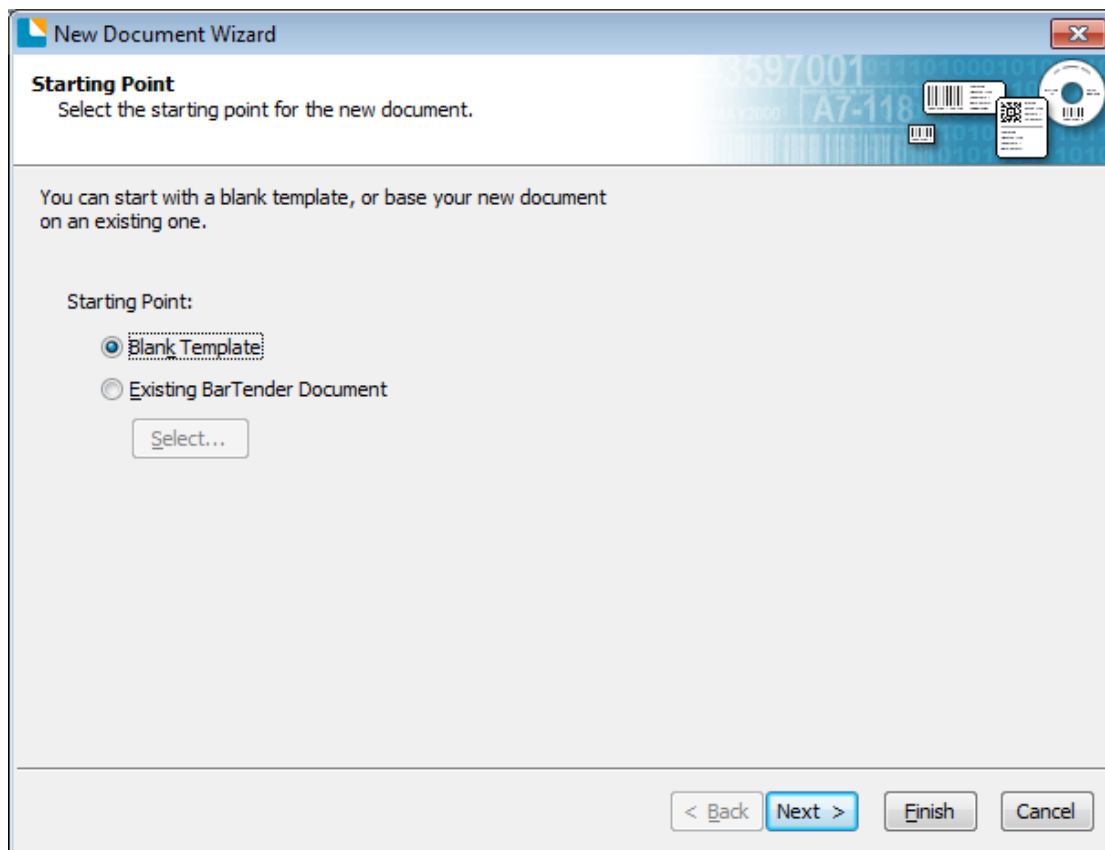 New Document Wizard
Starting Point
Select the starting point for the new document.
43597001
A7-118
MAY2000
You can start with a blank template, or base your new document
on an existing one.
Starting Point:
Blank Template
Existing BarTender Document
Select...
< Back Next > Finish Cancel